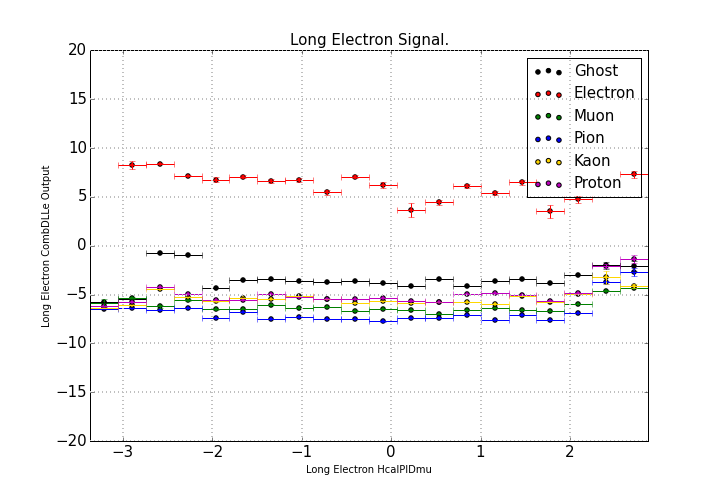 Long Electron Signal.
20
15
10
5
0
−5
−10
−15
−20
Long Electron CombDLLe Output
Ghost
Electron
Muon
Pion
Kaon
Proton
−3 −2 −1 0 1 2
Long Electron HcalPIDmu